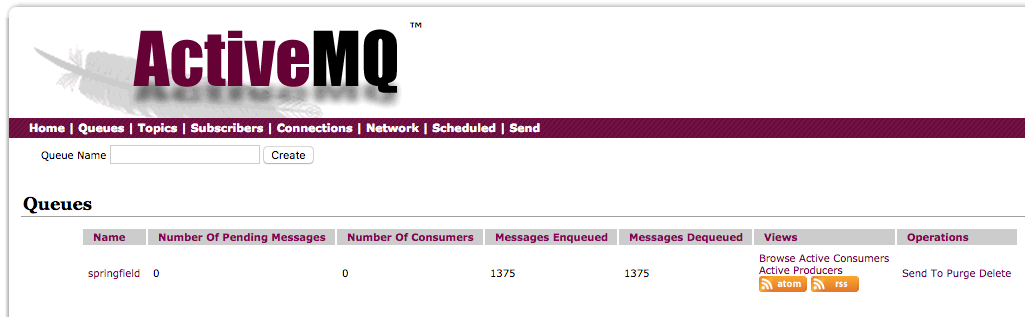 ActiveMQ ™
Home | Queues | Topics | Subscribers | Connections | Network | Scheduled | Send
Queue Name Create
Queues
Name Number Of Pending Messages Number Of Consumers Messages Enqueued Messages Dequeued Views Operations
springfield 0 0 1375 1375 Browse Active Consumers
Active Producers
atom rss
Send To Purge Delete